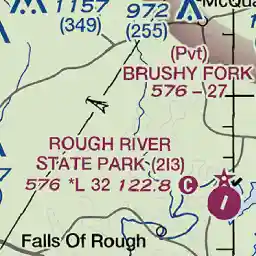 1157
(349)
972
(255)
(Pvt)
BRUSHY FORK
576 - 27
ROUGH RIVER
STATE PARK (2I3)
576 *L 32 122.8 C
Falls Of Rough